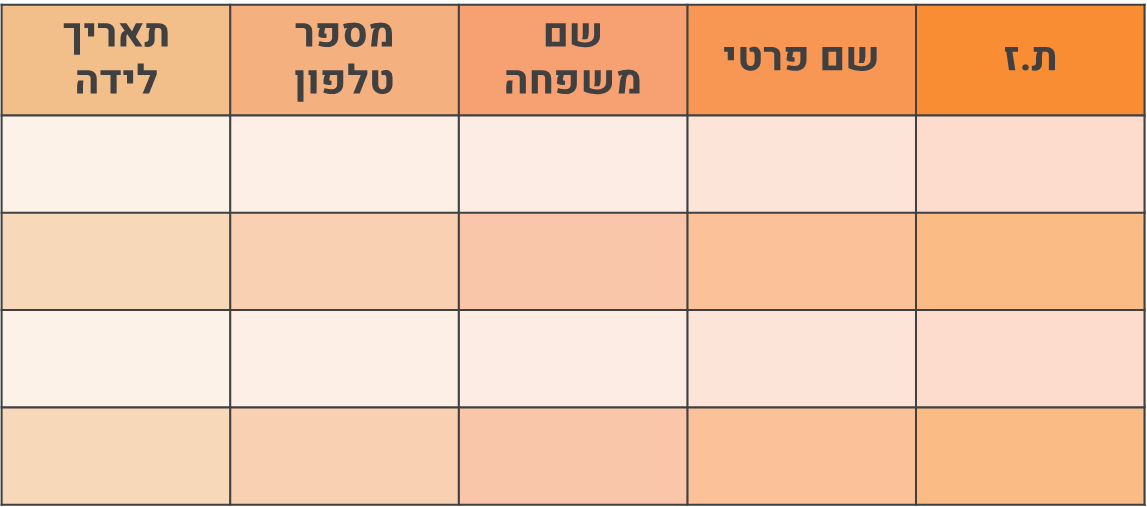 ת.ז
שם פרטי
שם
משפחה
מספר
טלפון
תאריך
לידה